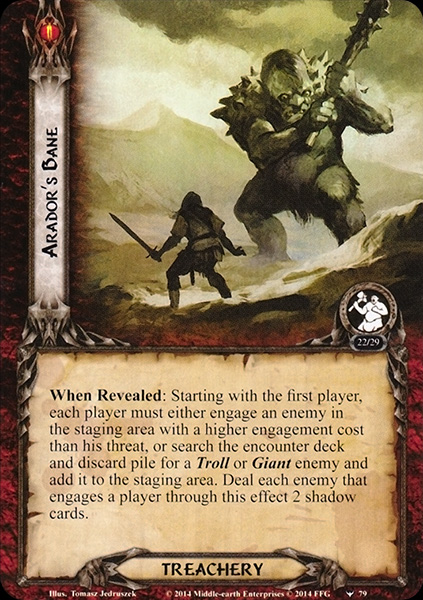 ARADOR'S BANE
22/29
When Revealed: Starting with the first player,
each player must either engage an enemy in
the staging area with a higher engagement cost
than his threat, or search the encounter deck
and discard pile for a Troll or Giant enemy and
add it to the staging area. Deal each enemy that
engages a player through this effect 2 shadow
cards.
TREACHERY
Illus. Tomasz Jedruszek © 2014 Middle-earth Enterprises © 2014 FFG 79